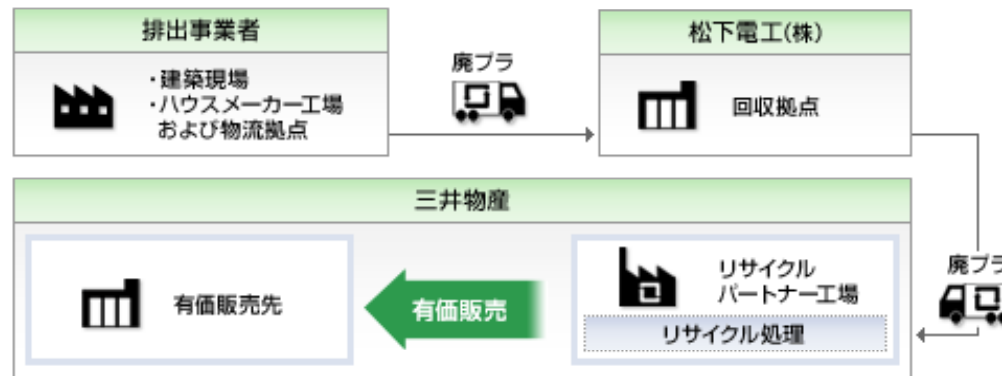 排出事業者
・建築現場
・ハウスメーカー工場
および物流拠点
廃プラ
松下電工(株)
回収拠点
三井物産
有価販売先
有価販売
リサイクル
パートナー工場
リサイクル処理
廃プラ